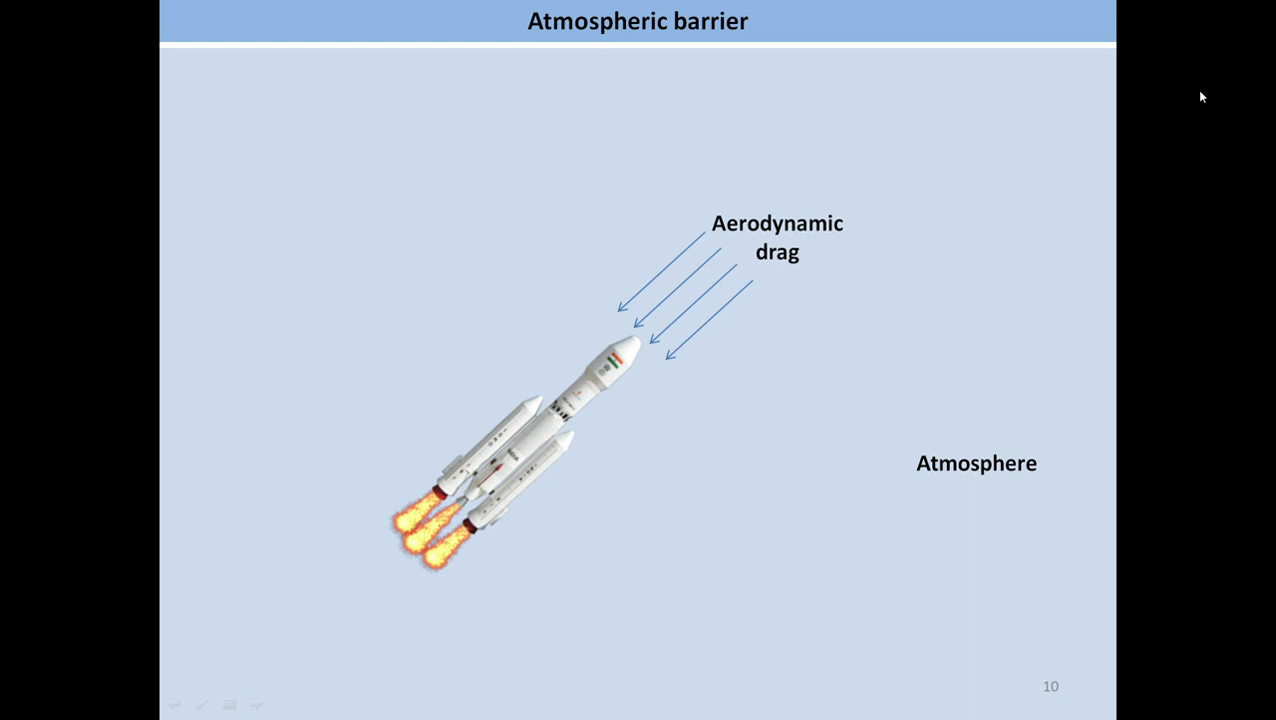 Atmospheric barrier
Aerodynamic
drag
Atmosphere
10